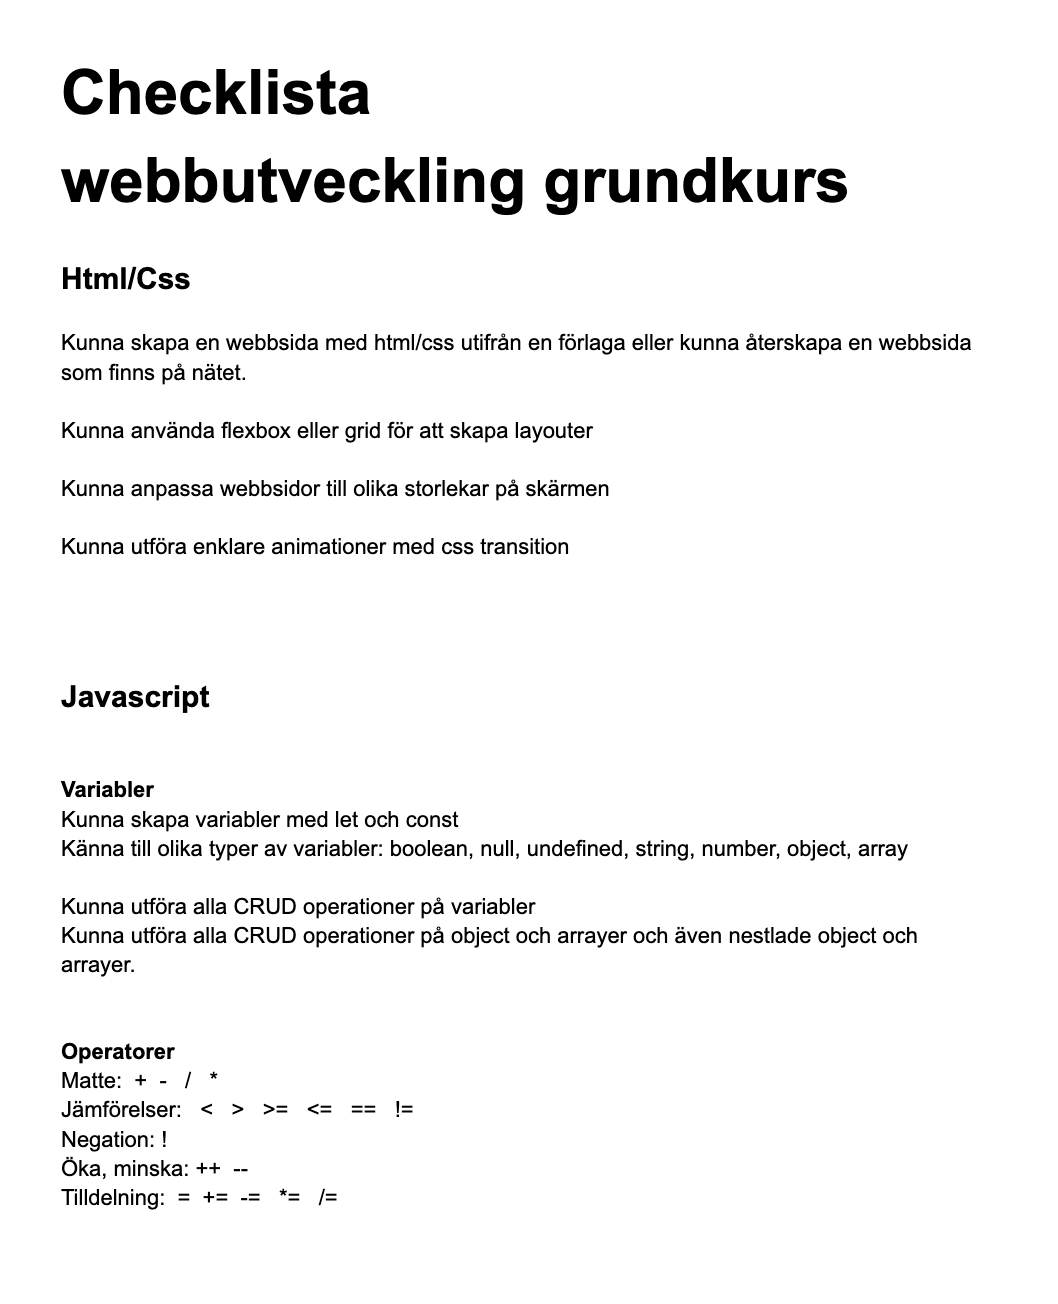 Checklista
webbutveckling grundkurs
Html/Css
Kunna skapa en webbsida med html/css utifrån en förlaga eller kunna återskapa en webbsida
som finns på nätet.
Kunna använda flexbox eller grid för att skapa layouter
Kunna anpassa webbsidor till olika storlekar på skärmen
Kunna utföra enklare animationer med css transition
Javascript
Variabler
Kunna skapa variabler med let och const
Känna till olika typer av variabler: boolean, null, undefined, string, number, object, array
Kunna utföra alla CRUD operationer på variabler
Kunna utföra alla CRUD operationer på object och arrayer och även nestlade object och
arrayer.
Operatorer
Matte:  +  -   /   *
Jämförelser:   <   >   >=   <=   ==   !=
Negation: !
Öka, minska: ++  --
Tilldelning:  =  +=  -=   *=   /=